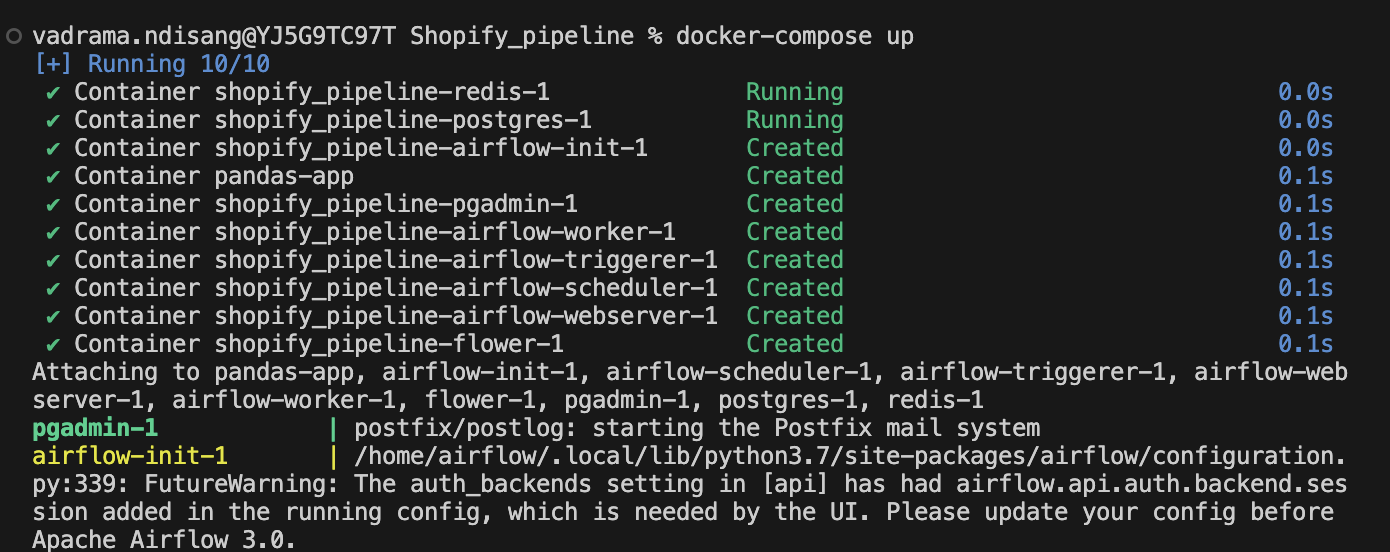 vadrama.ndisang@YJ5G9TC97T Shopify_pipeline % docker-compose up
[+] Running 10/10
✔ Container shopify_pipeline-redis-1 Running 0.0s
✔ Container shopify_pipeline-postgres-1 Running 0.0s
✔ Container shopify_pipeline-airflow-init-1 Created 0.0s
✔ Container pandas-app Created 0.1s
✔ Container shopify_pipeline-pgadmin-1 Created 0.1s
✔ Container shopify_pipeline-airflow-worker-1 Created 0.1s
✔ Container shopify_pipeline-airflow-triggerer-1 Created 0.1s
✔ Container shopify_pipeline-airflow-scheduler-1 Created 0.1s
✔ Container shopify_pipeline-airflow-webserver-1 Created 0.1s
✔ Container shopify_pipeline-flower-1 Created 0.1s
Attaching to pandas-app, airflow-init-1, airflow-scheduler-1, airflow-triggerer-1, airflow-web
server-1, airflow-worker-1, flower-1, pgadmin-1, postgres-1, redis-1
pgadmin-1 | postfix/postlog: starting the Postfix mail system
airflow-init-1 | /home/airflow/.local/lib/python3.7/site-packages/airflow/configuration.
py:339: FutureWarning: The auth_backends setting in [api] has had airflow.api.auth.backend.ses
sion added in the running config, which is needed by the UI. Please update your config before
Apache Airflow 3.0.